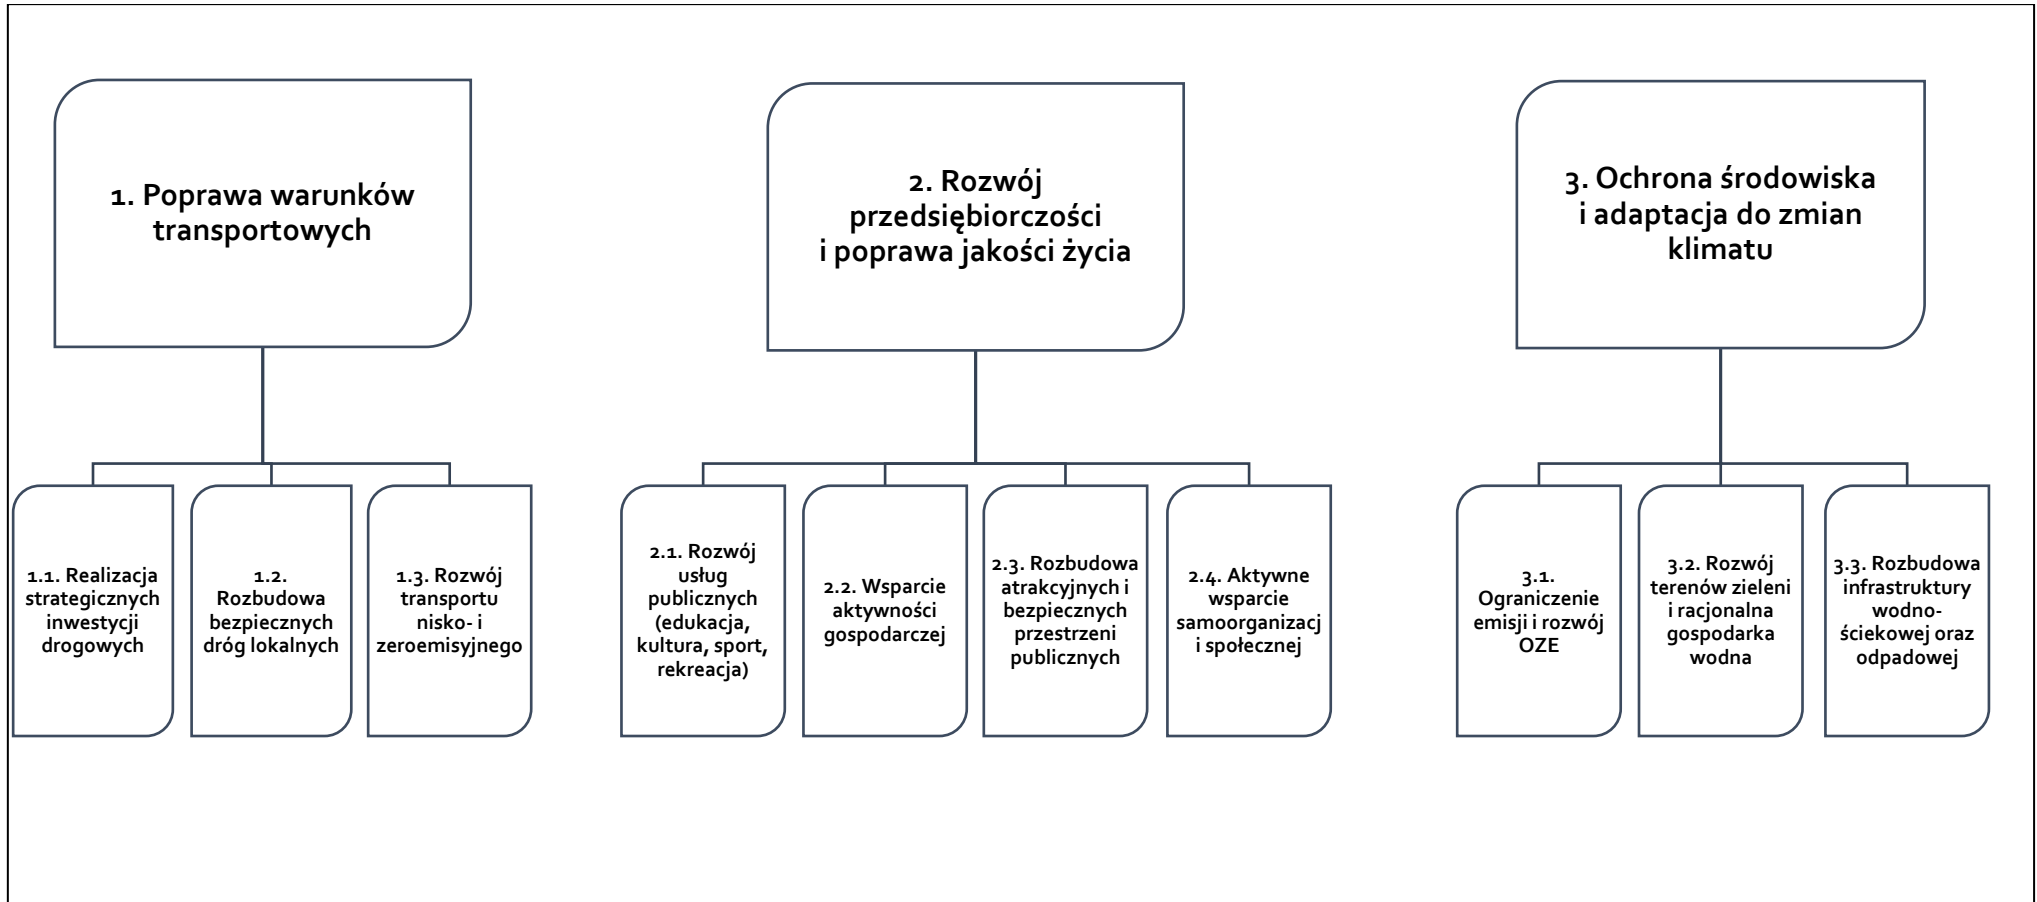 1. Poprawa warunków
transportowych
2. Rozwój
przedsiębiorczości
i poprawa jakości życia
3. Ochrona środowiska
i adaptacja do zmian
klimatu
1.1. Realizacja
strategicznych
inwestycji
drogowych
1.2.
Rozbudowa
bezpiecznych
dróg lokalnych
1.3. Rozwój
transportu
nisko- i
zeroemisyjnego
2.1. Rozwój
usług
publicznych
(edukacja,
kultura, sport,
rekreacja)
2.2. Wsparcie
aktywności
gospodarczej
2.3. Rozbudowa
atrakcyjnych i
bezpiecznych
przestrzeni
publicznych
2.4. Aktywne
wsparcie
samoorganizacj
i społecznej
3.1.
Ograniczenie
emisji i rozwój
OZE
3.2. Rozwój
terenów zieleni
i racjonalna
gospodarka
wodna
3.3. Rozbudowa
infrastruktury
wodno-
ściekowej oraz
odpadowej